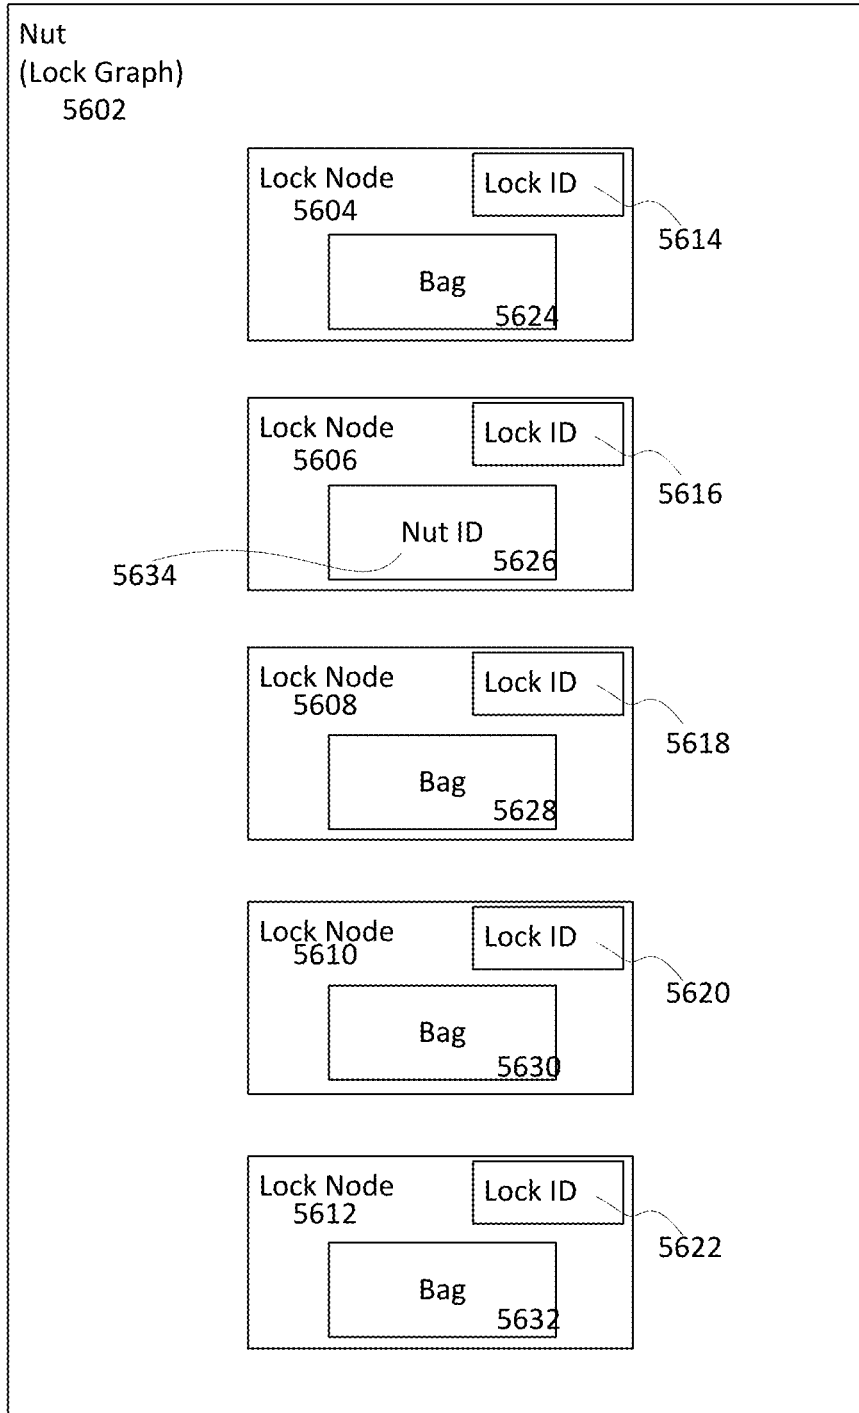 Nut
(Lock Graph)
5602
Lock Node
5604
Lock ID
5614
Bag
5624
Lock Node
5606
Lock ID
5616
Nut ID
5626
5634
Lock Node
5608
Lock ID
5618
Bag
5628
Lock Node
5610
Lock ID
5620
Bag
5630
Lock Node
5612
Lock ID
5622
Bag
5632